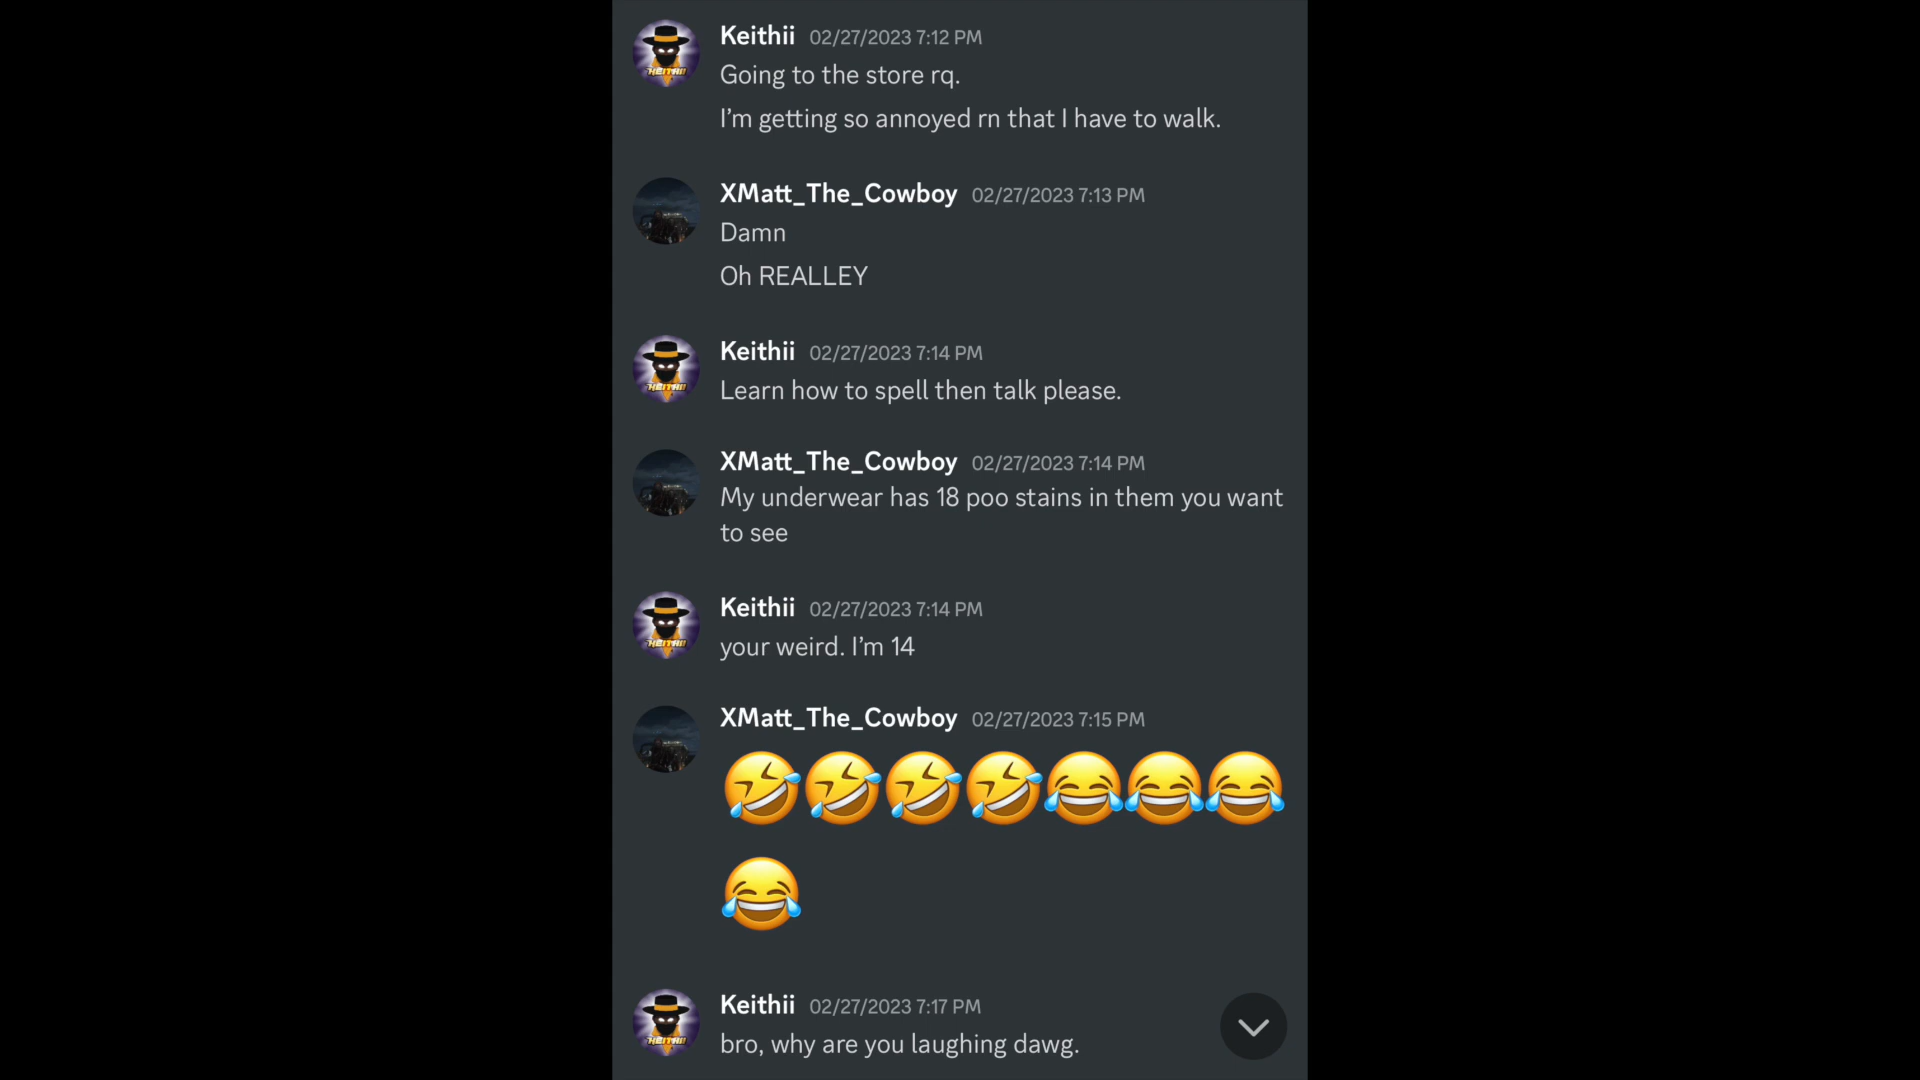 Keithii 02/27/2023 7:12 PM
Going to the store rq.
I’m getting so annoyed rn that I have to walk.
XMatt_The_Cowboy 02/27/2023 7:13 PM
Damn
Oh REALLEY
Keithii 02/27/2023 7:14 PM
Learn how to spell then talk please.
XMatt_The_Cowboy 02/27/2023 7:14 PM
My underwear has 18 poo stains in them you want
to see
Keithii 02/27/2023 7:14 PM
your weird. I’m 14
XMatt_The_Cowboy 02/27/2023 7:15 PM
🤣🤣🤣🤣😂😂😂
😂
Keithii 02/27/2023 7:17 PM
bro, why are you laughing dawg.